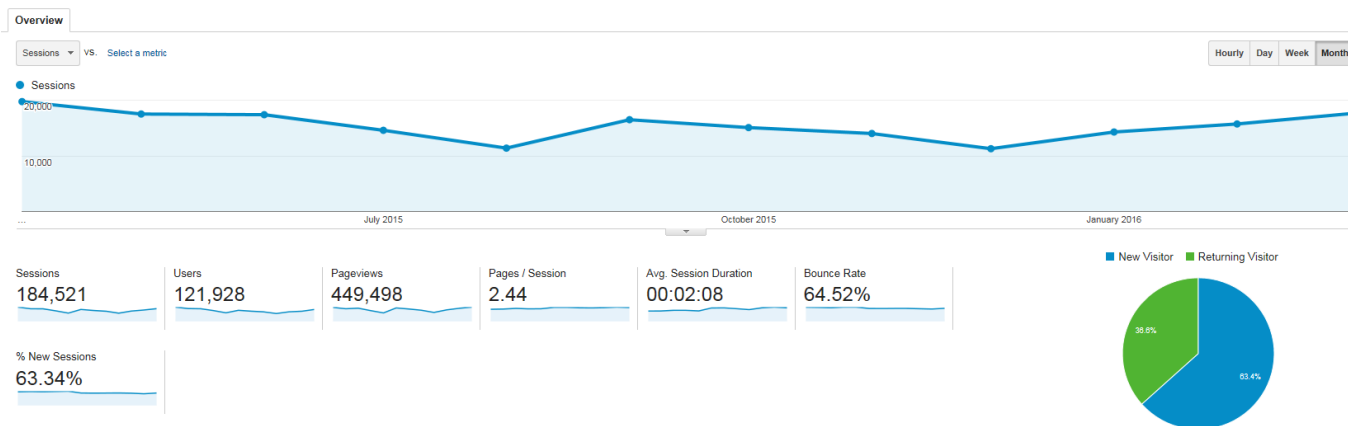 Overview
Sessions VS. Select a metric
Hourly Day Week Month
Sessions
20,000
10,000
... July 2015 October 2015 January 2016
New Visitor Returning Visitor
Sessions Users Pageviews Pages / Session Avg. Session Duration Bounce Rate
184,521 121,928 449,498 2.44 00:02:08 64.52%
36.6%
% New Sessions
63.34%
63.4%